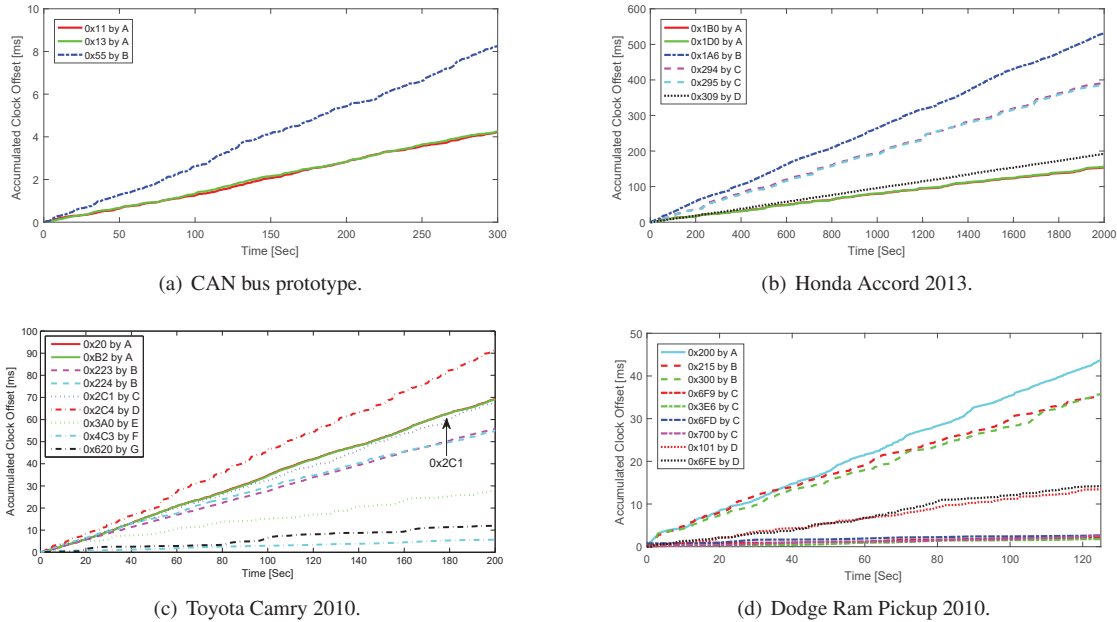 Accumulated Clock Offset [ms]
10
8
6
4
2
0
0x11 by A
0x13 by A
0x55 by B
0 50 100 150 200 250 300
Time [Sec]
(a) CAN bus prototype.
Accumulated Clock Offset [ms]
600
500
400
300
200
100
0
0x1B0 by A
0x1D0 by A
0x1A6 by B
0x294 by C
0x295 by C
0x309 by D
0 200 400 600 800 1000 1200 1400 1600 1800 2000
Time [Sec]
(b) Honda Accord 2013.
Accumulated Clock Offset [ms]
100
90
80
70
60
50
40
30
20
10
0
0x20 by A
0xB2 by A
0x223 by B
0x224 by B
0x2C1 by C
0x2C4 by D
0x3A0 by E
0x4C3 by F
0x620 by G
0x2C1
0 20 40 60 80 100 120 140 160 180 200
Time [Sec]
(c) Toyota Camry 2010.
Accumulated Clock Offset [ms]
50
40
30
20
10
0
0x200 by A
0x215 by B
0x300 by B
0x6F9 by C
0x3E6 by C
0x6FD by C
0x700 by C
0x101 by D
0x6FE by D
0 20 40 60 80 100 120
Time [Sec]
(d) Dodge Ram Pickup 2010.